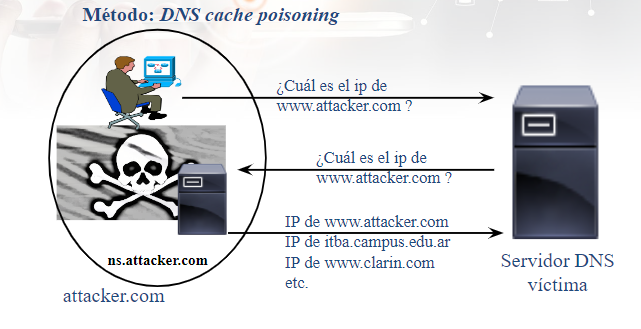 Método: DNS cache poisoning
¿Cuál es el ip de
www.attacker.com ?
¿Cuál es el ip de
www.attacker.com ?
IP de www.attacker.com
IP de itba.campus.edu.ar
IP de www.clarin.com
etc.
ns.attacker.com
attacker.com
Servidor DNS
víctima